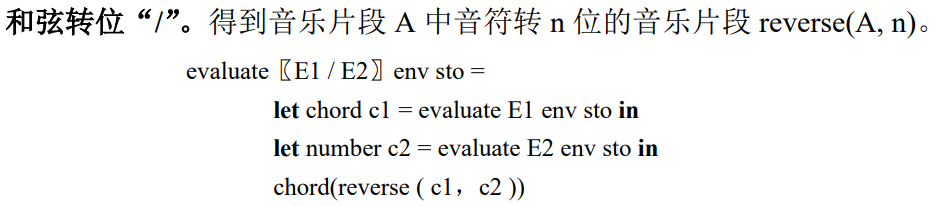 和弦转位“/”。得到音乐片段 A 中音符转 n 位的音乐片段 reverse(A, n)。
evaluate〖E1 / E2〗env sto =
let chord c1 = evaluate E1 env sto in
let number c2 = evaluate E2 env sto in
chord(reverse ( c1，c2 ))